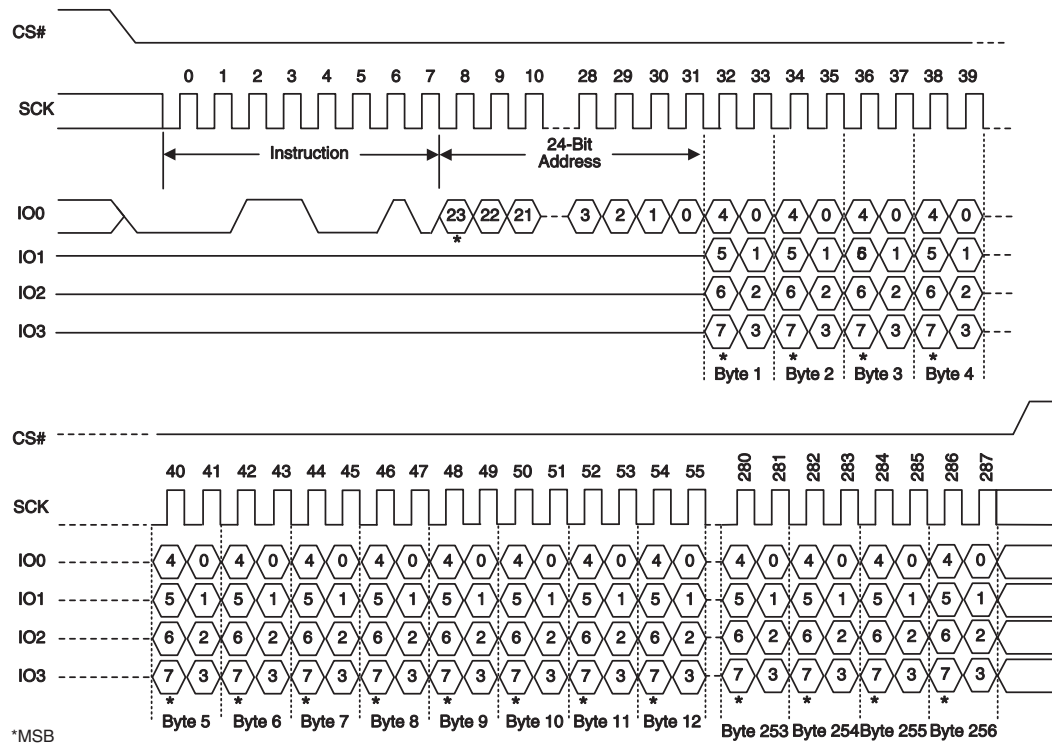 CS#
0 1 2 3 4 5 6 7 8 9 10 28 29 30 31 32 33 34 35 36 37 38 39
SCK
Instruction
24-Bit
Address
IO0 23 22 21 3 2 1 0 4 0 4 0 4 0 4 0
*
IO1 5 1 5 1 6 1 5 1
IO2 6 2 6 2 6 2 6 2
IO3 7 3 7 3 7 3 7 3
* * * *
Byte 1 Byte 2 Byte 3 Byte 4
CS#
40 41 42 43 44 45 46 47 48 49 50 51 52 53 54 55 280 281 282 283 284 285 286 287
SCK
IO0 4 0 4 0 4 0 4 0 4 0 4 0 4 0 4 0 4 0 4 0 4 0 4 0
IO1 5 1 5 1 5 1 5 1 5 1 5 1 5 1 5 1 5 1 5 1 5 1 5 1
IO2 6 2 6 2 6 2 6 2 6 2 6 2 6 2 6 2 6 2 6 2 6 2 6 2
IO3 7 3 7 3 7 3 7 3 7 3 7 3 7 3 7 3 7 3 7 3 7 3 7 3
* * * * * * * * * * * *
Byte 5 Byte 6 Byte 7 Byte 8 Byte 9 Byte 10 Byte 11 Byte 12 Byte 253 Byte 254 Byte 255 Byte 256
*MSB